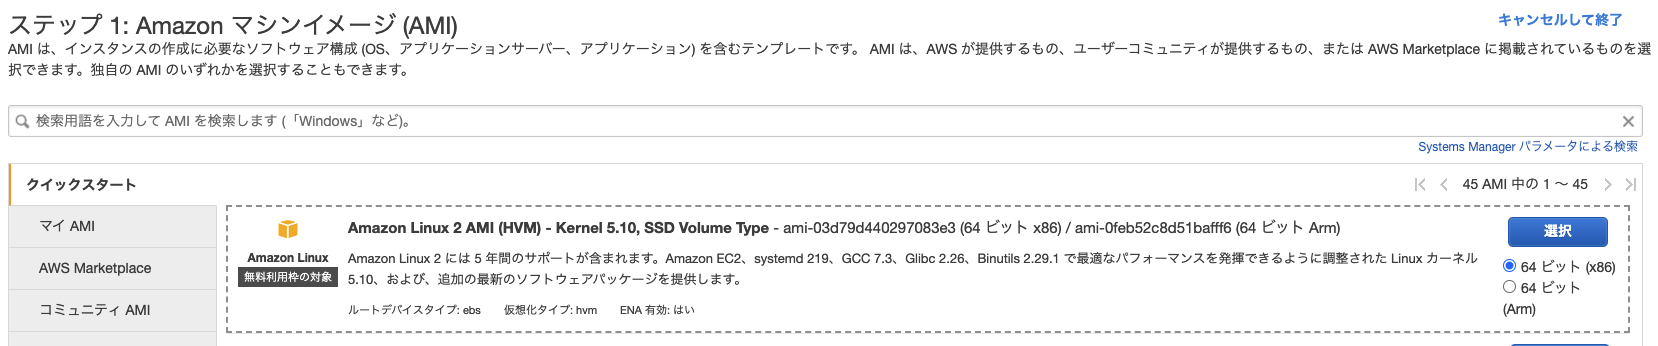 ステップ 1: Amazon マシンイメージ (AMI)
キャンセルして終了
AMI は、インスタンスの作成に必要なソフトウェア構成 (OS、アプリケーションサーバー、アプリケーション) を含むテンプレートです。 AMI は、AWS が提供するもの、ユーザーコミュニティが提供するもの、または AWS Marketplace に掲載されているものを選
択できます。独自の AMI のいずれかを選択することもできます。
検索用語を入力して AMI を検索します (「Windows」など)。
Systems Manager パラメータによる検索
クイックスタート
45 AMI 中の 1 ～ 45
マイ AMI
AWS Marketplace
コミュニティ AMI
Amazon Linux
無料利用枠の対象
Amazon Linux 2 AMI (HVM) - Kernel 5.10, SSD Volume Type - ami-03d79d440297083e3 (64 ビット x86) / ami-0feb52c8d51bafff6 (64 ビット Arm)
Amazon Linux 2 には 5 年間のサポートが含まれます。Amazon EC2、systemd 219、GCC 7.3、Glibc 2.26、Binutils 2.29.1 で最適なパフォーマンスを発揮できるように調整された Linux カーネル
5.10、および、追加の最新のソフトウェアパッケージを提供します。
ルートデバイスタイプ: ebs 仮想化タイプ: hvm ENA 有効: はい
選択
64 ビット (x86)
64 ビット
(Arm)